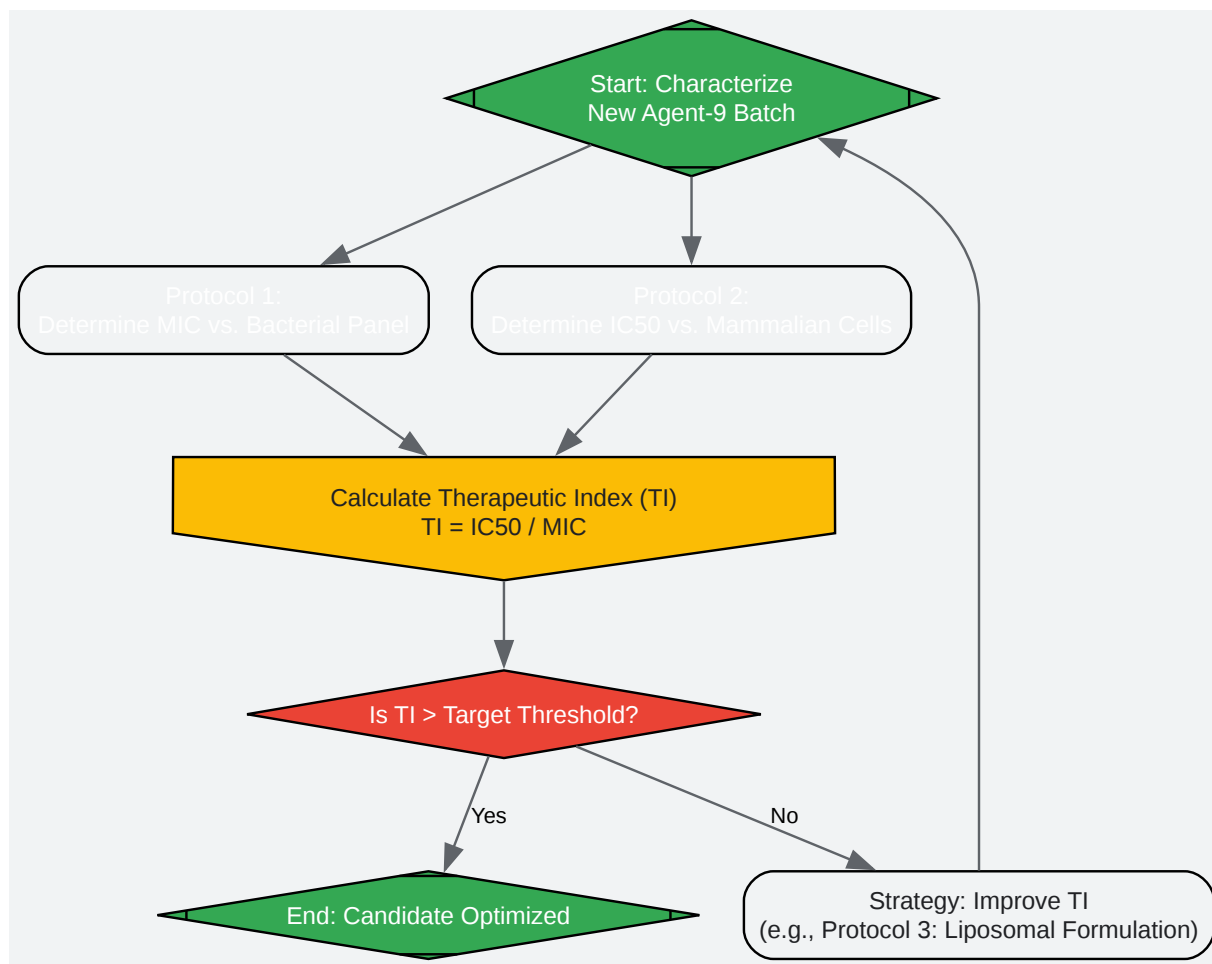 Start: Characterize
New Agent-9 Batch
Protocol 1:
Determine MIC vs. Bacterial Panel
Protocol 2:
Determine IC50 vs. Mammalian Cells
Calculate Therapeutic Index (TI)
TI = IC50 / MIC
Is TI > Target Threshold?
Yes
No
End: Candidate Optimized
Strategy: Improve TI
(e.g., Protocol 3: Liposomal Formulation)